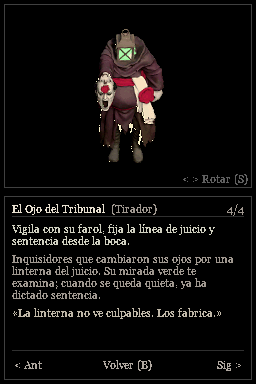 < > Rotar (S)
El Ojo del Tribunal (Tirador) 4/4
Vigila con su farol, fija la línea de juicio y
sentencia desde la boca.
Inquisidores que cambiaron sus ojos por una
linterna del juicio. Su mirada verde te
examina; cuando se queda quieta, ya ha
dictado sentencia.
«La linterna no ve culpables. Los fabrica.»
< Ant Volver (B) Sig >